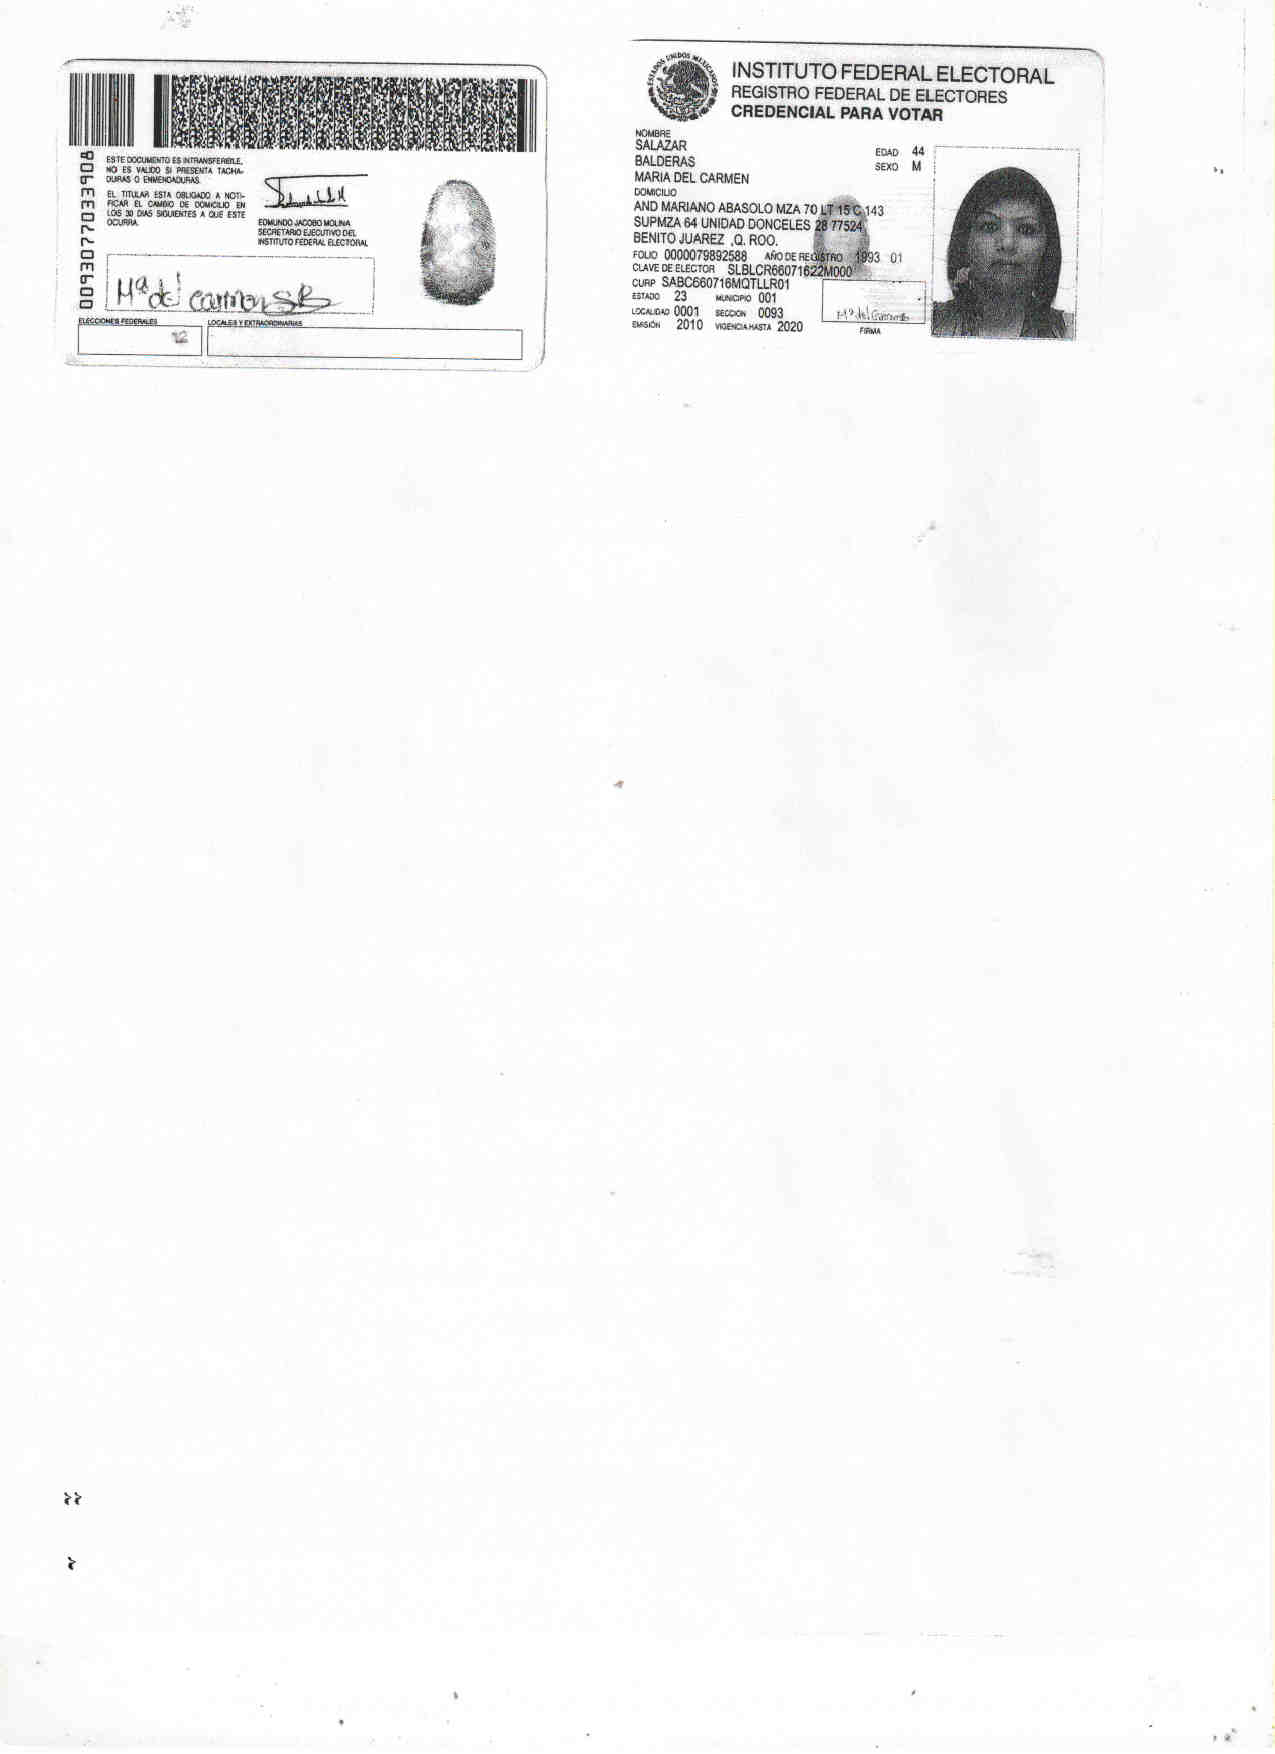 ESTE DOCUMENTO ES INTRANSFERIBLE,
NO ES VALIDO SI PRESENTA TACHA-
DURAS O ENMENDADURAS.
EL TITULAR ESTA OBLIGADO A NOTI-
FICAR EL CAMBIO DE DOMICILIO EN
LOS 30 DIAS SIGUIENTES A QUE ESTE
OCURRA.
EDMUNDO JACOBO MOLINA
SECRETARIO EJECUTIVO DEL
INSTITUTO FEDERAL ELECTORAL
Mª del Carmen S B
ELECCIONES FEDERALES
LOCALES Y EXTRAORDINARIAS
12
ESTADOS UNIDOS MEXICANOS
INSTITUTO FEDERAL ELECTORAL
REGISTRO FEDERAL DE ELECTORES
CREDENCIAL PARA VOTAR
NOMBRE
SALAZAR
BALDERAS
MARIA DEL CARMEN
EDAD 44
SEXO M
DOMICILIO
AND MARIANO ABASOLO MZA 70 LT 15 C 143
SUPMZA 64 UNIDAD DONCELES 28 77524
BENITO JUAREZ ,Q. ROO.
FOLIO 0000079892588 AÑO DE REGISTRO 1993 01
CLAVE DE ELECTOR SLBLCR66071622M000
CURP SABC660716MQTLLR01
ESTADO 23 MUNICIPIO 001
LOCALIDAD 0001 SECCION 0093
EMISIÓN 2010 VIGENCIA HASTA 2020
Mª del Carmen
FIRMA